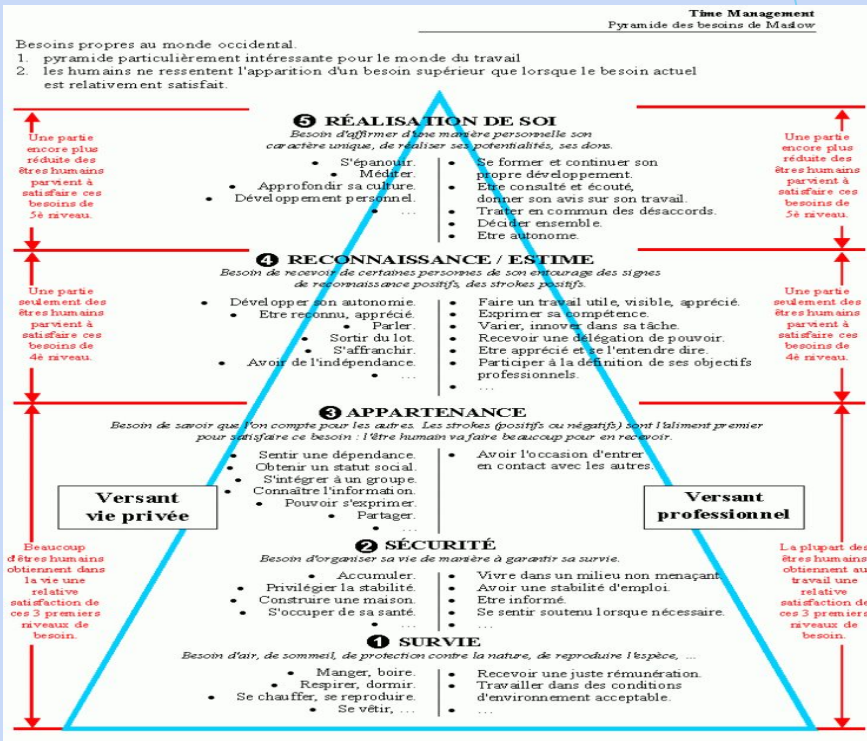 Time Management
Pyramide des besoins de Maslow
Besoins propres au monde occidental.
1. pyramide particulièrement intéressante pour le monde du travail
2. les humains ne ressentent l'apparition d'un besoin supérieur que lorsque le besoin actuel
est relativement satisfait.
❺ RÉALISATION DE SOI
Besoin d'affirmer d'une manière personnelle son
caractère unique, de réaliser ses potentialités, ses dons.
Une partie
encore plus
réduite des
êtres humains
parvient à
satisfaire ces
besoins de
5è niveau.
S'épanouir. •
Méditer. •
Approfondir sa culture. •
Développement personnel. •
... •
• Se former et continuer son
propre développement.
• Etre consulté et écouté,
donner son avis sur son travail.
• Traiter en commun des désaccords.
• Décider ensemble.
• Etre autonome.
Une partie
encore plus
réduite des
êtres humains
parvient à
satisfaire ces
besoins de
5è niveau.
❹ RECONNAISSANCE / ESTIME
Besoin de recevoir de certaines personnes de son entourage des signes
de reconnaissance positifs, des strokes positifs.
Une partie
seulement des
êtres humains
parvient à
satisfaire ces
besoins de
4è niveau.
Développer son autonomie. •
Etre reconnu, apprécié. •
Parler. •
Sortir du lot. •
S'affranchir. •
Avoir de l'indépendance. •
... •
• Faire un travail utile, visible, apprécié.
• Exprimer sa compétence.
• Varier, innover dans sa tâche.
• Recevoir une délégation de pouvoir.
• Etre apprécié et se l'entendre dire.
• Participer à la définition de ses objectifs
professionnels.
• ...
Une partie
seulement des
êtres humains
parvient à
satisfaire ces
besoins de
4è niveau.
❸ APPARTENANCE
Besoin de savoir que l'on compte pour les autres. Les strokes (positifs ou négatifs) sont l'aliment premier
pour satisfaire ce besoin : l'être humain va faire beaucoup pour en recevoir.
Sentir une dépendance. •
Obtenir un statut social. •
S'intégrer à un groupe. •
Connaître l'information. •
Pouvoir s'exprimer. •
Partager. •
... •
• Avoir l'occasion d'entrer
en contact avec les autres.
Versant
vie privée
Versant
professionnel
Beaucoup
d'êtres humains
obtiennent dans
la vie une
relative
satisfaction de
ces 3 premiers
niveaux de
besoin.
❷ SÉCURITÉ
Besoin d'organiser sa vie de manière à garantir sa survie.
Accumuler. •
Privilégier la stabilité. •
Construire une maison. •
S'occuper de sa santé. •
... •
• Vivre dans un milieu non menaçant.
• Avoir une stabilité d'emploi.
• Etre informé.
• Se sentir soutenu lorsque nécessaire.
• ...
La plupart des
êtres humains
obtiennent au
travail une
relative
satisfaction de
ces 3 premiers
niveaux de
besoin.
❶ SURVIE
Besoin d'air, de sommeil, de protection contre la nature, de reproduire l'espèce, ...
Manger, boire. •
Respirer, dormir. •
Se chauffer, se reproduire. •
Se vêtir, ... •
• Recevoir une juste rémunération.
• Travailler dans des conditions
d'environnement acceptable.
• ...